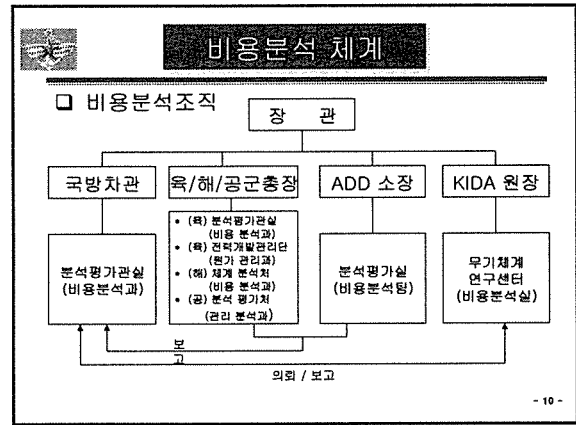 비용분석 체계
❑ 비용분석조직
장 관
국방차관
육/해/공군총장
ADD 소장
KIDA 원장
분석평가관실
(비용분석과)
• (육) 분석평가관실
(비용 분석과)
• (육) 전력개발관리단
(원가 관리과)
• (해) 체계 분석처
(비용 분석과)
• (공) 분석 평가처
(관리 분석과)
분석평가실
(비용분석팀)
무기체계
연구센터
(비용분석실)
보
고
의뢰 / 보고
- 10 -